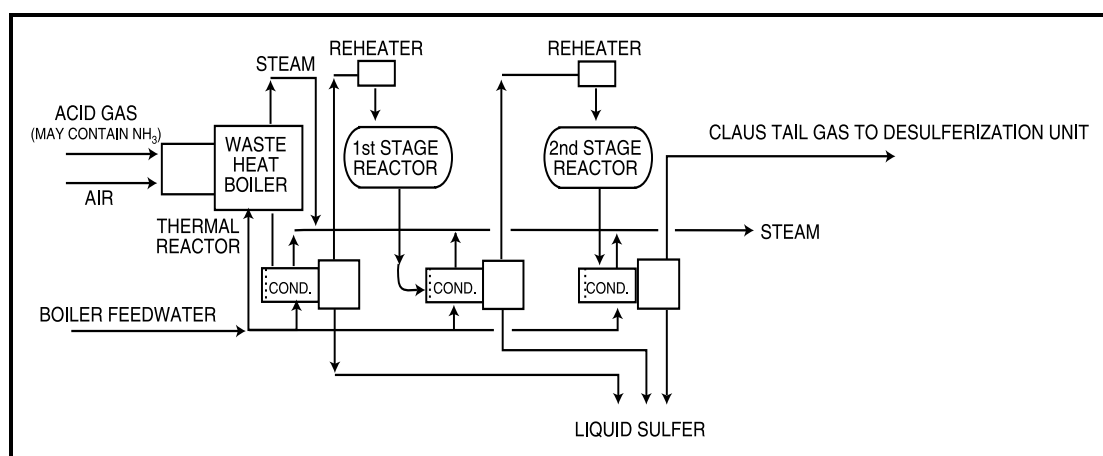 REHEATER
REHEATER
STEAM
ACID GAS
(MAY CONTAIN NH₃)
WASTE
HEAT
BOILER
1st STAGE
REACTOR
2nd STAGE
REACTOR
CLAUS TAIL GAS TO DESULFERIZATION UNIT
AIR
THERMAL
REACTOR
STEAM
COND.
COND.
COND.
BOILER FEEDWATER
LIQUID SULFER